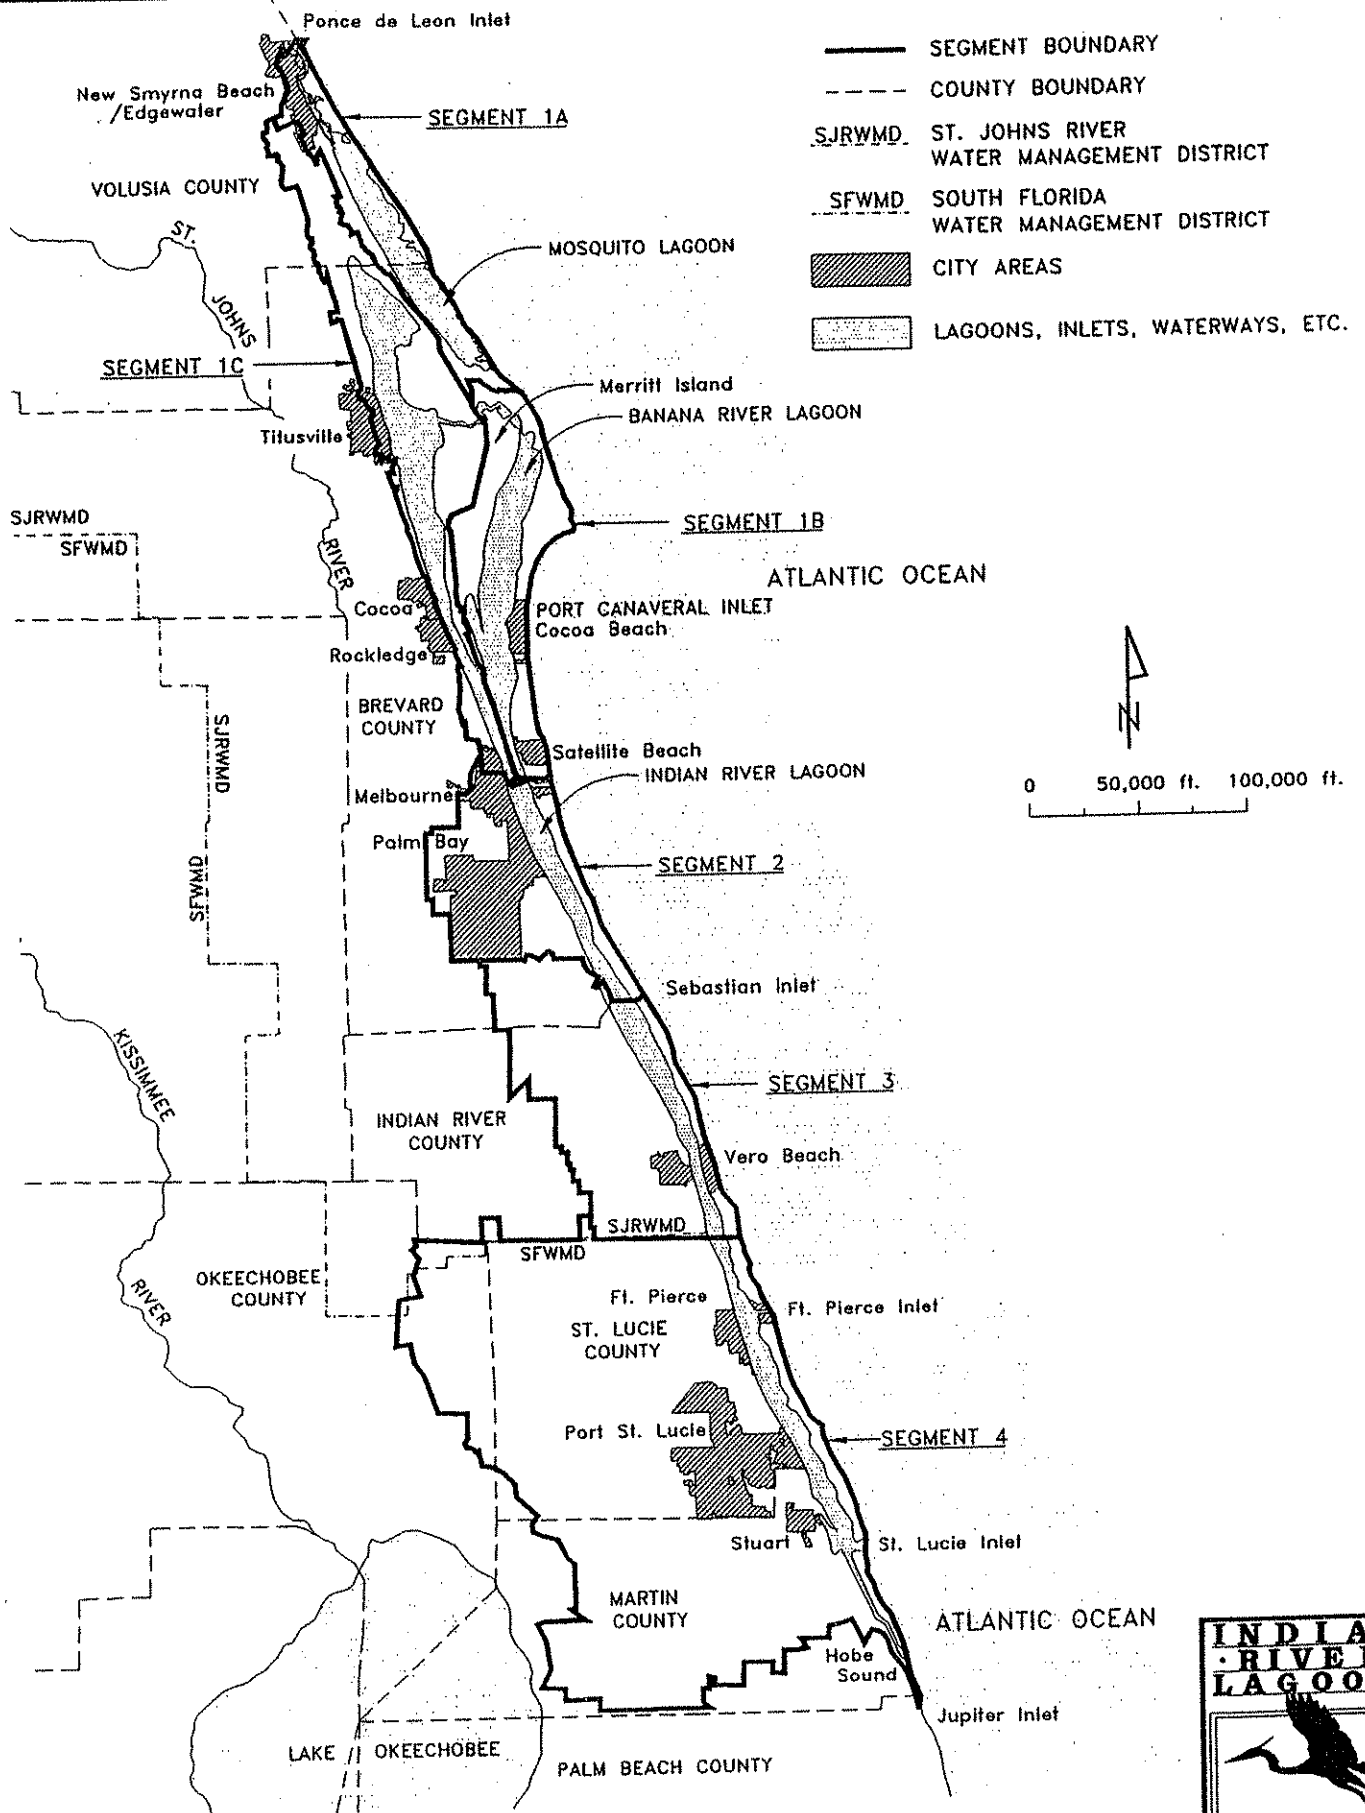 Ponce de Leon Inlet
New Smyrna Beach
/Edgewater
SEGMENT 1A
VOLUSIA COUNTY
ST.
JOHNS
RIVER
MOSQUITO LAGOON
SEGMENT 1C
Merritt Island
BANANA RIVER LAGOON
Titusville
SJRWMD
SFWMD
SEGMENT 1B
ATLANTIC OCEAN
Cocoa
PORT CANAVERAL INLET
Cocoa Beach
Rockledge
BREVARD
COUNTY
SJRWMD
SFWMD
Satellite Beach
INDIAN RIVER LAGOON
Melbourne
Palm Bay
SEGMENT 2
Sebastian Inlet
KISSIMMEE
RIVER
SEGMENT 3
INDIAN RIVER
COUNTY
Vero Beach
SJRWMD
SFWMD
OKEECHOBEE
COUNTY
Ft. Pierce
Ft. Pierce Inlet
ST. LUCIE
COUNTY
Port St. Lucie
SEGMENT 4
Stuart
St. Lucie Inlet
MARTIN
COUNTY
ATLANTIC OCEAN
Hobe
Sound
Jupiter Inlet
LAKE OKEECHOBEE
PALM BEACH COUNTY
SEGMENT BOUNDARY
COUNTY BOUNDARY
SJRWMD ST. JOHNS RIVER
WATER MANAGEMENT DISTRICT
SFWMD SOUTH FLORIDA
WATER MANAGEMENT DISTRICT
CITY AREAS
LAGOONS, INLETS, WATERWAYS, ETC.
N
0 50,000 ft. 100,000 ft.
INDIA
·RIVE
LAGOO